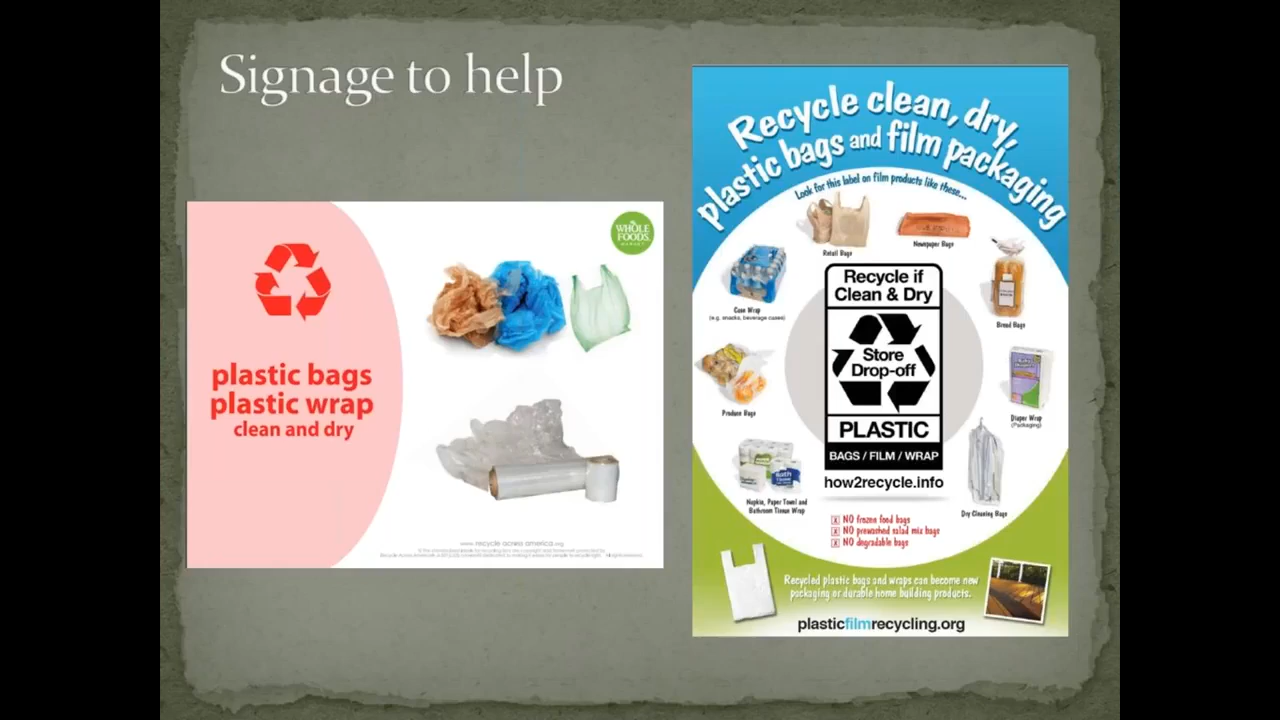 Signage to help
WHOLE
FOODS
MARKET
plastic bags
plastic wrap
clean and dry
www.recycle across america.org
Recycle clean, dry,
plastic bags and film packaging
Look for this label on film products like these...
Retail Bags
Newspaper Bags
Case Wrap
(e.g. snacks, beverage cases)
Bread Bags
Produce Bags
Diaper Wrap
(Packaging)
Napkin, Paper Towel and
Bathroom Tissue Wrap
Dry Cleaning Bags
Recycle if
Clean & Dry
Store
Drop-off
PLASTIC
BAGS / FILM / WRAP
how2recycle.info
NO frozen food bags
NO prewashed salad mix bags
NO degradable bags
Recycled plastic bags and wraps can become new
packaging or durable home building products.
plasticfilmrecycling.org